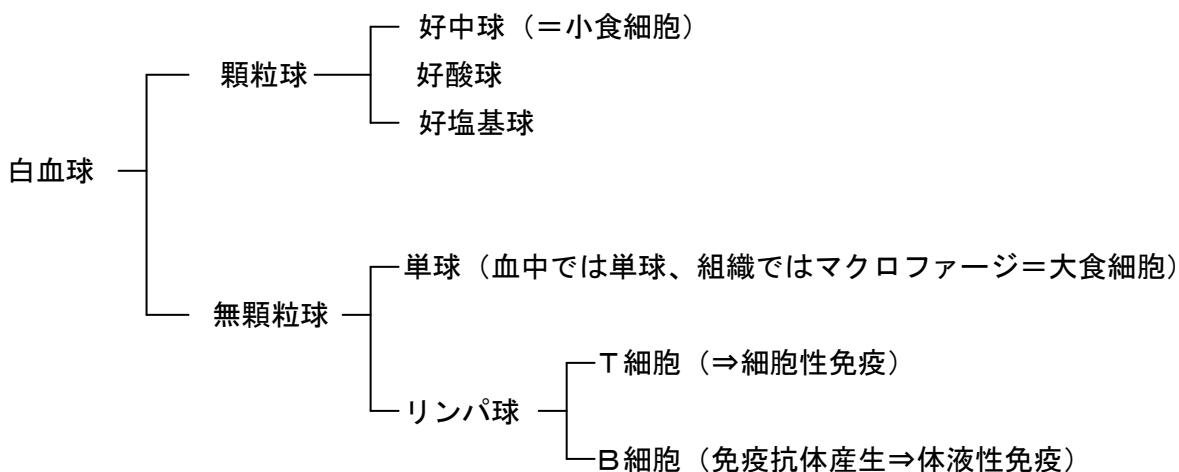 好中球（＝小食細胞）
顆粒球
好酸球
好塩基球
白血球
単球（血中では単球、組織ではマクロファージ＝大食細胞）
無顆粒球
Ｔ細胞（⇒細胞性免疫）
リンパ球
Ｂ細胞（免疫抗体産生⇒体液性免疫）